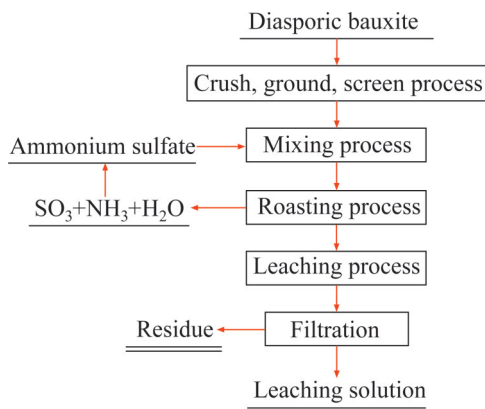 Diasporic bauxite
Crush, ground, screen process
Ammonium sulfate
Mixing process
SO₃+NH₃+H₂O
Roasting process
Leaching process
Residue
Filtration
Leaching solution